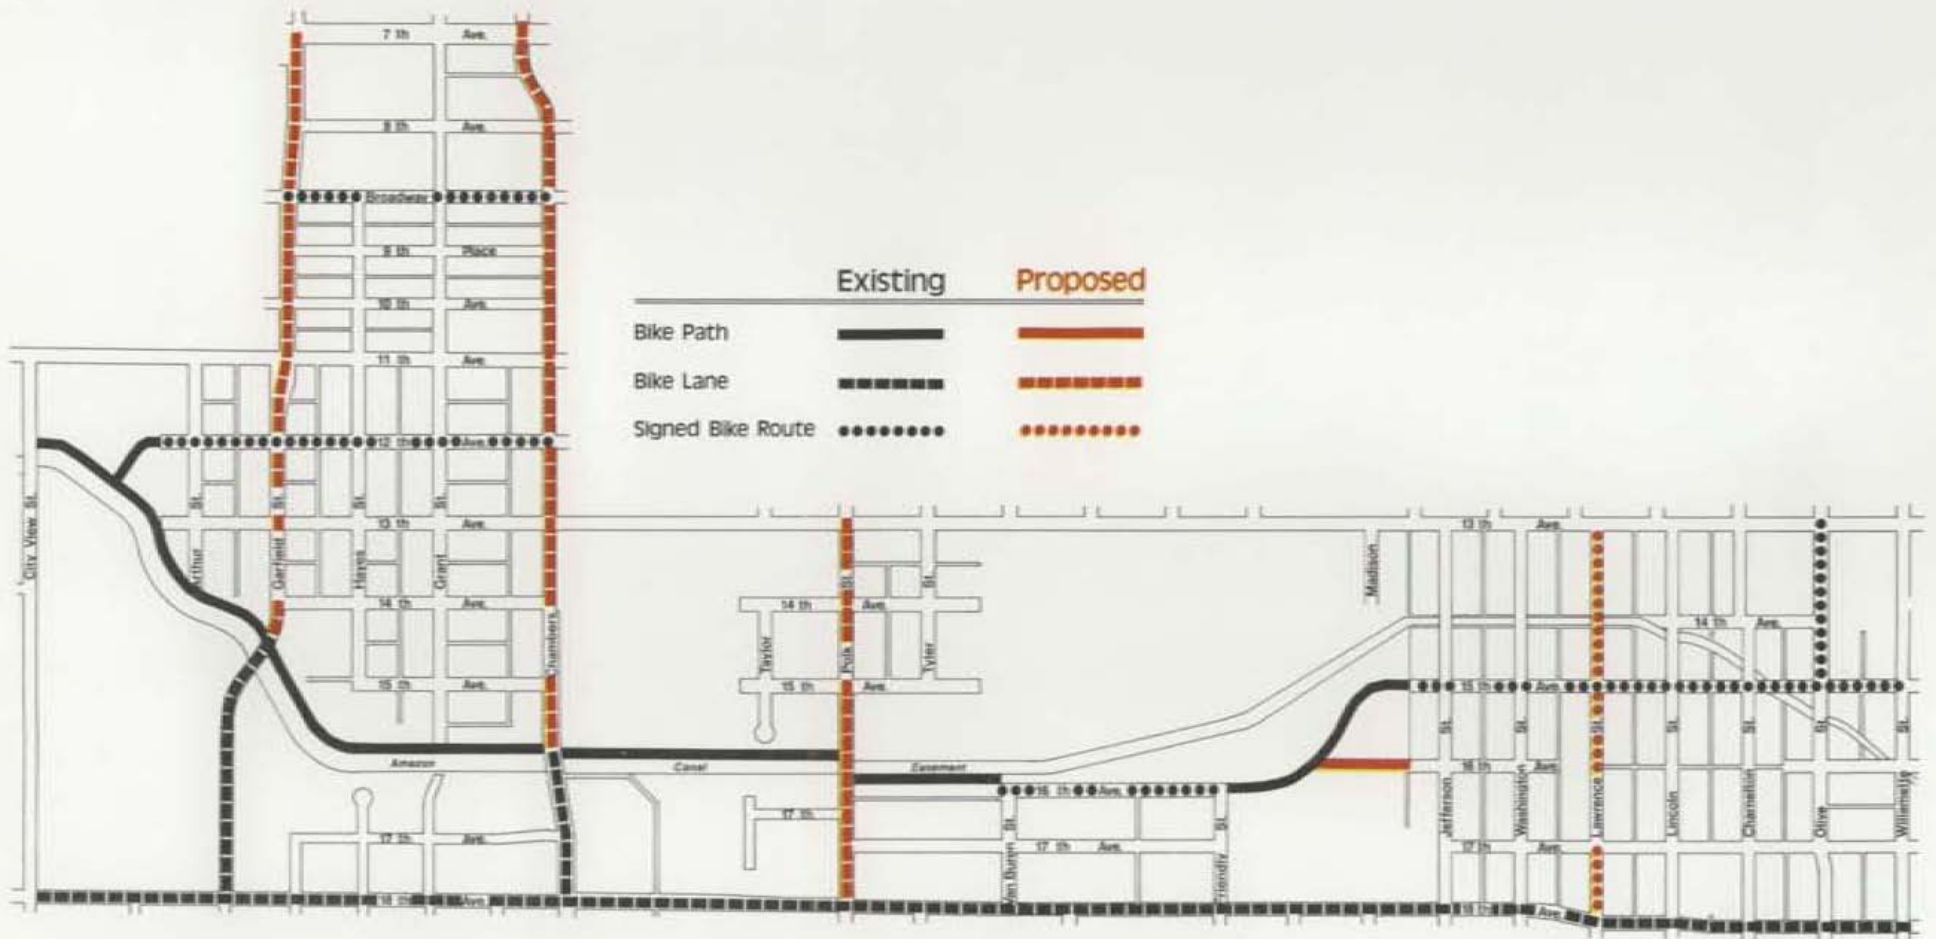 7 th Ave.
8 th Ave.
Broadway
9 th Place
Existing Proposed
10 th Ave.
Bike Path
11 th Ave.
Bike Lane
Signed Bike Route
12 th Ave.
City View St.
Arthur St.
Garfield St.
Hayes St.
Grant St.
13 th Ave.
13 th Ave.
Chambers
Taylor
Polk St.
Tyler St.
Madison
14 th Ave.
14 th Ave.
14 th Ave.
15 th Ave.
15 th Ave.
15 th Ave.
Amazon Canal Easement
16 th Ave.
16 th Ave.
Jefferson St.
Washington St.
Lawrence St.
Lincoln St.
Charnelton St.
Olive St.
Willamette St.
17 th Ave.
17 th
17 th Ave.
17 th Ave.
Van Buren St.
Friendly St.
18 th Ave.
18 th Ave.